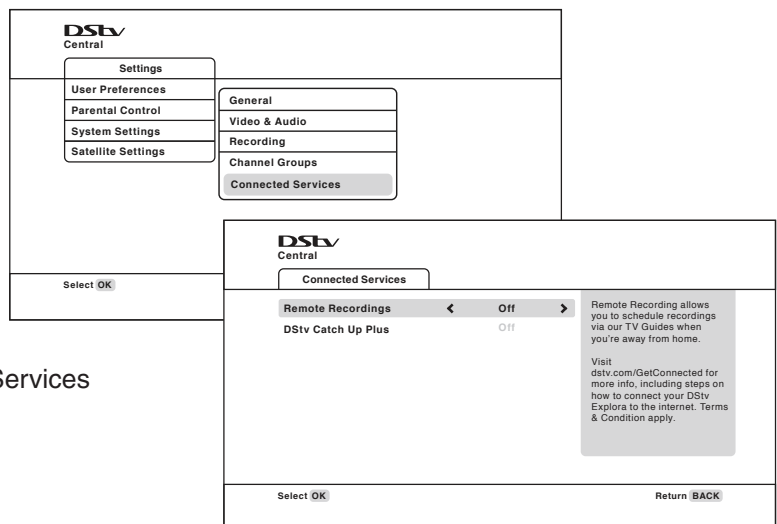 DStv
Central
Settings
User Preferences
Parental Control
System Settings
Satellite Settings
General
Video & Audio
Recording
Channel Groups
Connected Services
Select OK
DStv
Central
Connected Services
Remote Recordings < Off >
DStv Catch Up Plus Off
Remote Recording allows
you to schedule recordings
via our TV Guides when
you're away from home.
Visit
dstv.com/GetConnected for
more info, including steps on
how to connect your DStv
Explora to the internet. Terms
& Condition apply.
Select OK Return BACK
Services